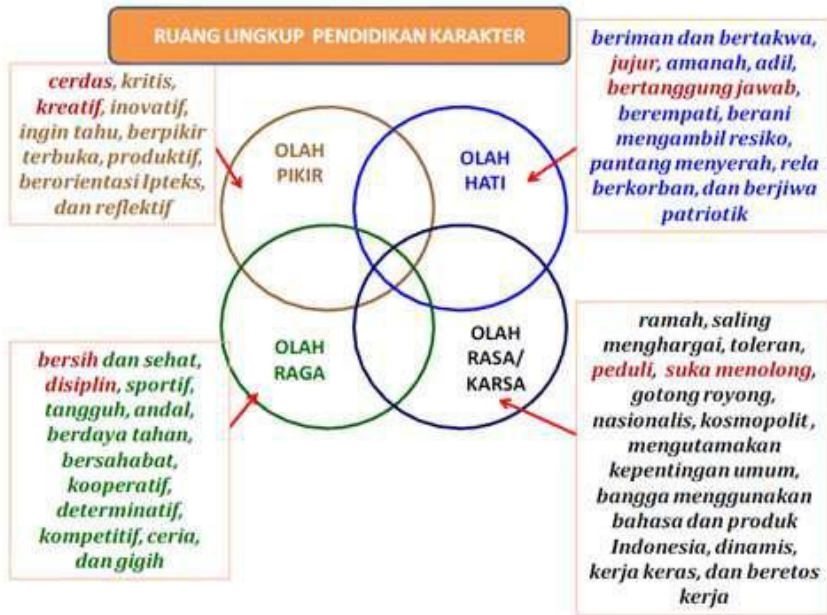 RUANG LINGKUP PENDIDIKAN KARAKTER
cerdas, kritis,
kreatif, inovatif,
ingin tahu, berpikir
terbuka, produktif,
berorientasi Ipteks,
dan reflektif
OLAH
PIKIR
OLAH
HATI
beriman dan bertakwa,
jujur, amanah, adil,
bertanggung jawab,
berempati, berani
mengambil resiko,
pantang menyerah, rela
berkorban, dan berjiwa
patriotik
bersih dan sehat,
disiplin, sportif,
tangguh, andal,
berdaya tahan,
bersahabat,
kooperatif,
determinatif,
kompetitif, ceria,
dan gigih
OLAH
RAGA
OLAH
RASA/
KARSA
ramah, saling
menghargai, toleran,
peduli, suka menolong,
gotong royong,
nasionalis, kosmopolit ,
mengutamakan
kepentingan umum,
bangga menggunakan
bahasa dan produk
Indonesia, dinamis,
kerja keras, dan beretos
kerja